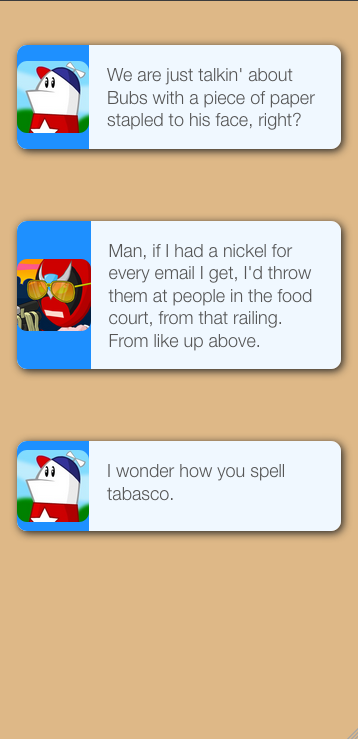 We are just talkin' about
Bubs with a piece of paper
stapled to his face, right?
Man, if I had a nickel for
every email I get, I'd throw
them at people in the food
court, from that railing.
From like up above.
I wonder how you spell
tabasco.